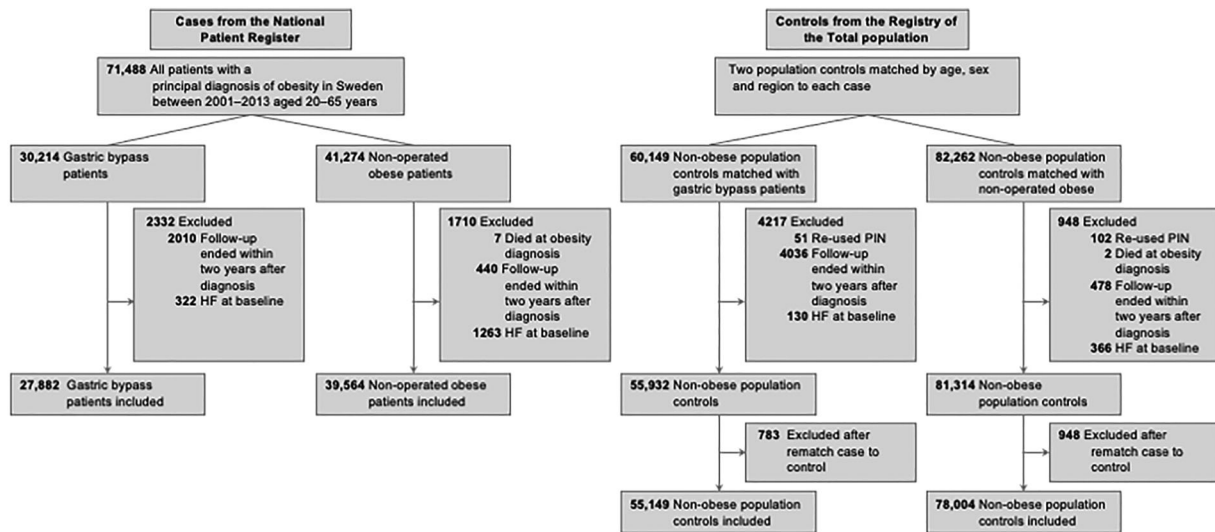 Cases from the National
Patient Register
71,488 All patients with a
principal diagnosis of obesity in Sweden
between 2001–2013 aged 20–65 years
30,214 Gastric bypass
patients
41,274 Non-operated
obese patients
2332 Excluded
2010 Follow-up
ended within
two years after
diagnosis
322 HF at baseline
1710 Excluded
7 Died at obesity
diagnosis
440 Follow-up
ended within
two years after
diagnosis
1263 HF at baseline
27,882 Gastric bypass
patients included
39,564 Non-operated obese
patients included
Controls from the Registry of
the Total population
Two population controls matched by age, sex
and region to each case
60,149 Non-obese population
controls matched with
gastric bypass patients
82,262 Non-obese population
controls matched with
non-operated obese
4217 Excluded
51 Re-used PIN
4036 Follow-up
ended within
two years after
diagnosis
130 HF at baseline
948 Excluded
102 Re-used PIN
2 Died at obesity
diagnosis
478 Follow-up
ended within
two years after
diagnosis
366 HF at baseline
55,932 Non-obese population
controls
81,314 Non-obese
population controls
783 Excluded after
rematch case to
control
948 Excluded after
rematch case to
control
55,149 Non-obese population
controls included
78,004 Non-obese population
controls included